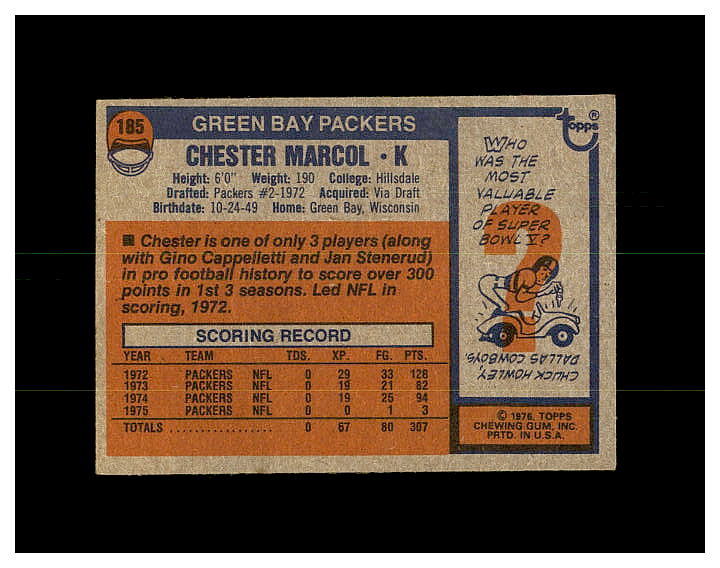 185
GREEN BAY PACKERS
CHESTER MARCOL • K
Height: 6'0" Weight: 190 College: Hillsdale
Drafted: Packers #2-1972 Acquired: Via Draft
Birthdate: 10-24-49 Home: Green Bay, Wisconsin
Chester is one of only 3 players (along
with Gino Cappelletti and Jan Stenerud)
in pro football history to score over 300
points in 1st 3 seasons. Led NFL in
scoring, 1972.
SCORING RECORD
YEAR TEAM TDS. XP. FG. PTS.
1972 PACKERS NFL 0 29 33 128
1973 PACKERS NFL 0 19 21 82
1974 PACKERS NFL 0 19 25 94
1975 PACKERS NFL 0 0 1 3
TOTALS ................. 0 67 80 307
topps®
WHO
WAS THE
MOST
VALUABLE
PLAYER
OF SUPER
BOWL V?
?
CHUCK HOWLEY,
DALLAS COWBOYS.
© 1976, TOPPS
CHEWING GUM, INC.
PRTD. IN U.S.A.